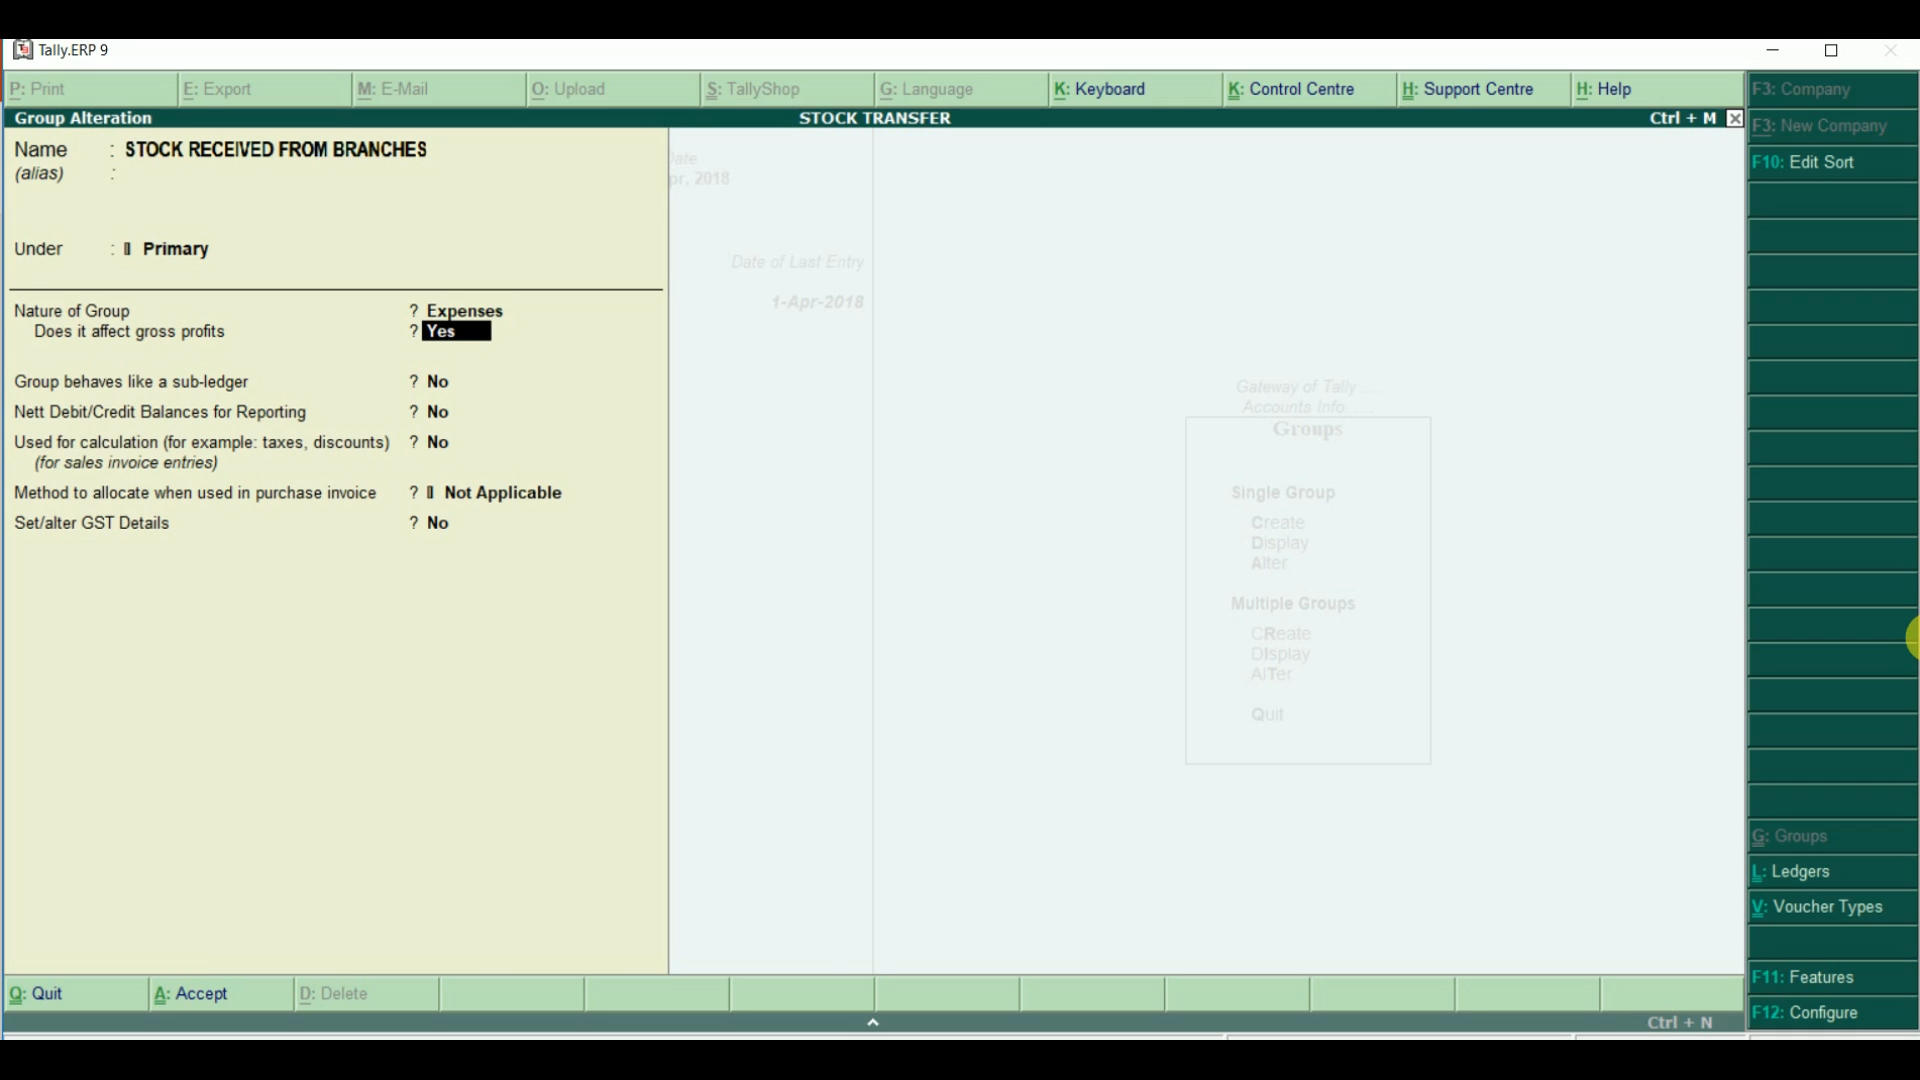 Tally.ERP 9
P: Print E: Export M: E-Mail O: Upload S: TallyShop G: Language K: Keyboard K: Control Centre H: Support Centre H: Help
F3: Company
Group Alteration STOCK TRANSFER Ctrl + M
F3: New Company
F10: Edit Sort
Name : STOCK RECEIVED FROM BRANCHES
(alias) :
Under : Primary
Nature of Group ? Expenses
Does it affect gross profits ? Yes
Group behaves like a sub-ledger ? No
Nett Debit/Credit Balances for Reporting ? No
Used for calculation (for example: taxes, discounts) ? No
(for sales invoice entries)
Method to allocate when used in purchase invoice ? Not Applicable
Set/alter GST Details ? No
pr, 2018
Date of Last Entry
1-Apr-2018
Gateway of Tally .....
Accounts Info. ....
Groups
Single Group
Create
Display
Alter
Multiple Groups
CReate
DIsplay
AlTer
Quit
G: Groups
L: Ledgers
V: Voucher Types
F11: Features
F12: Configure
Q: Quit A: Accept D: Delete
Ctrl + N